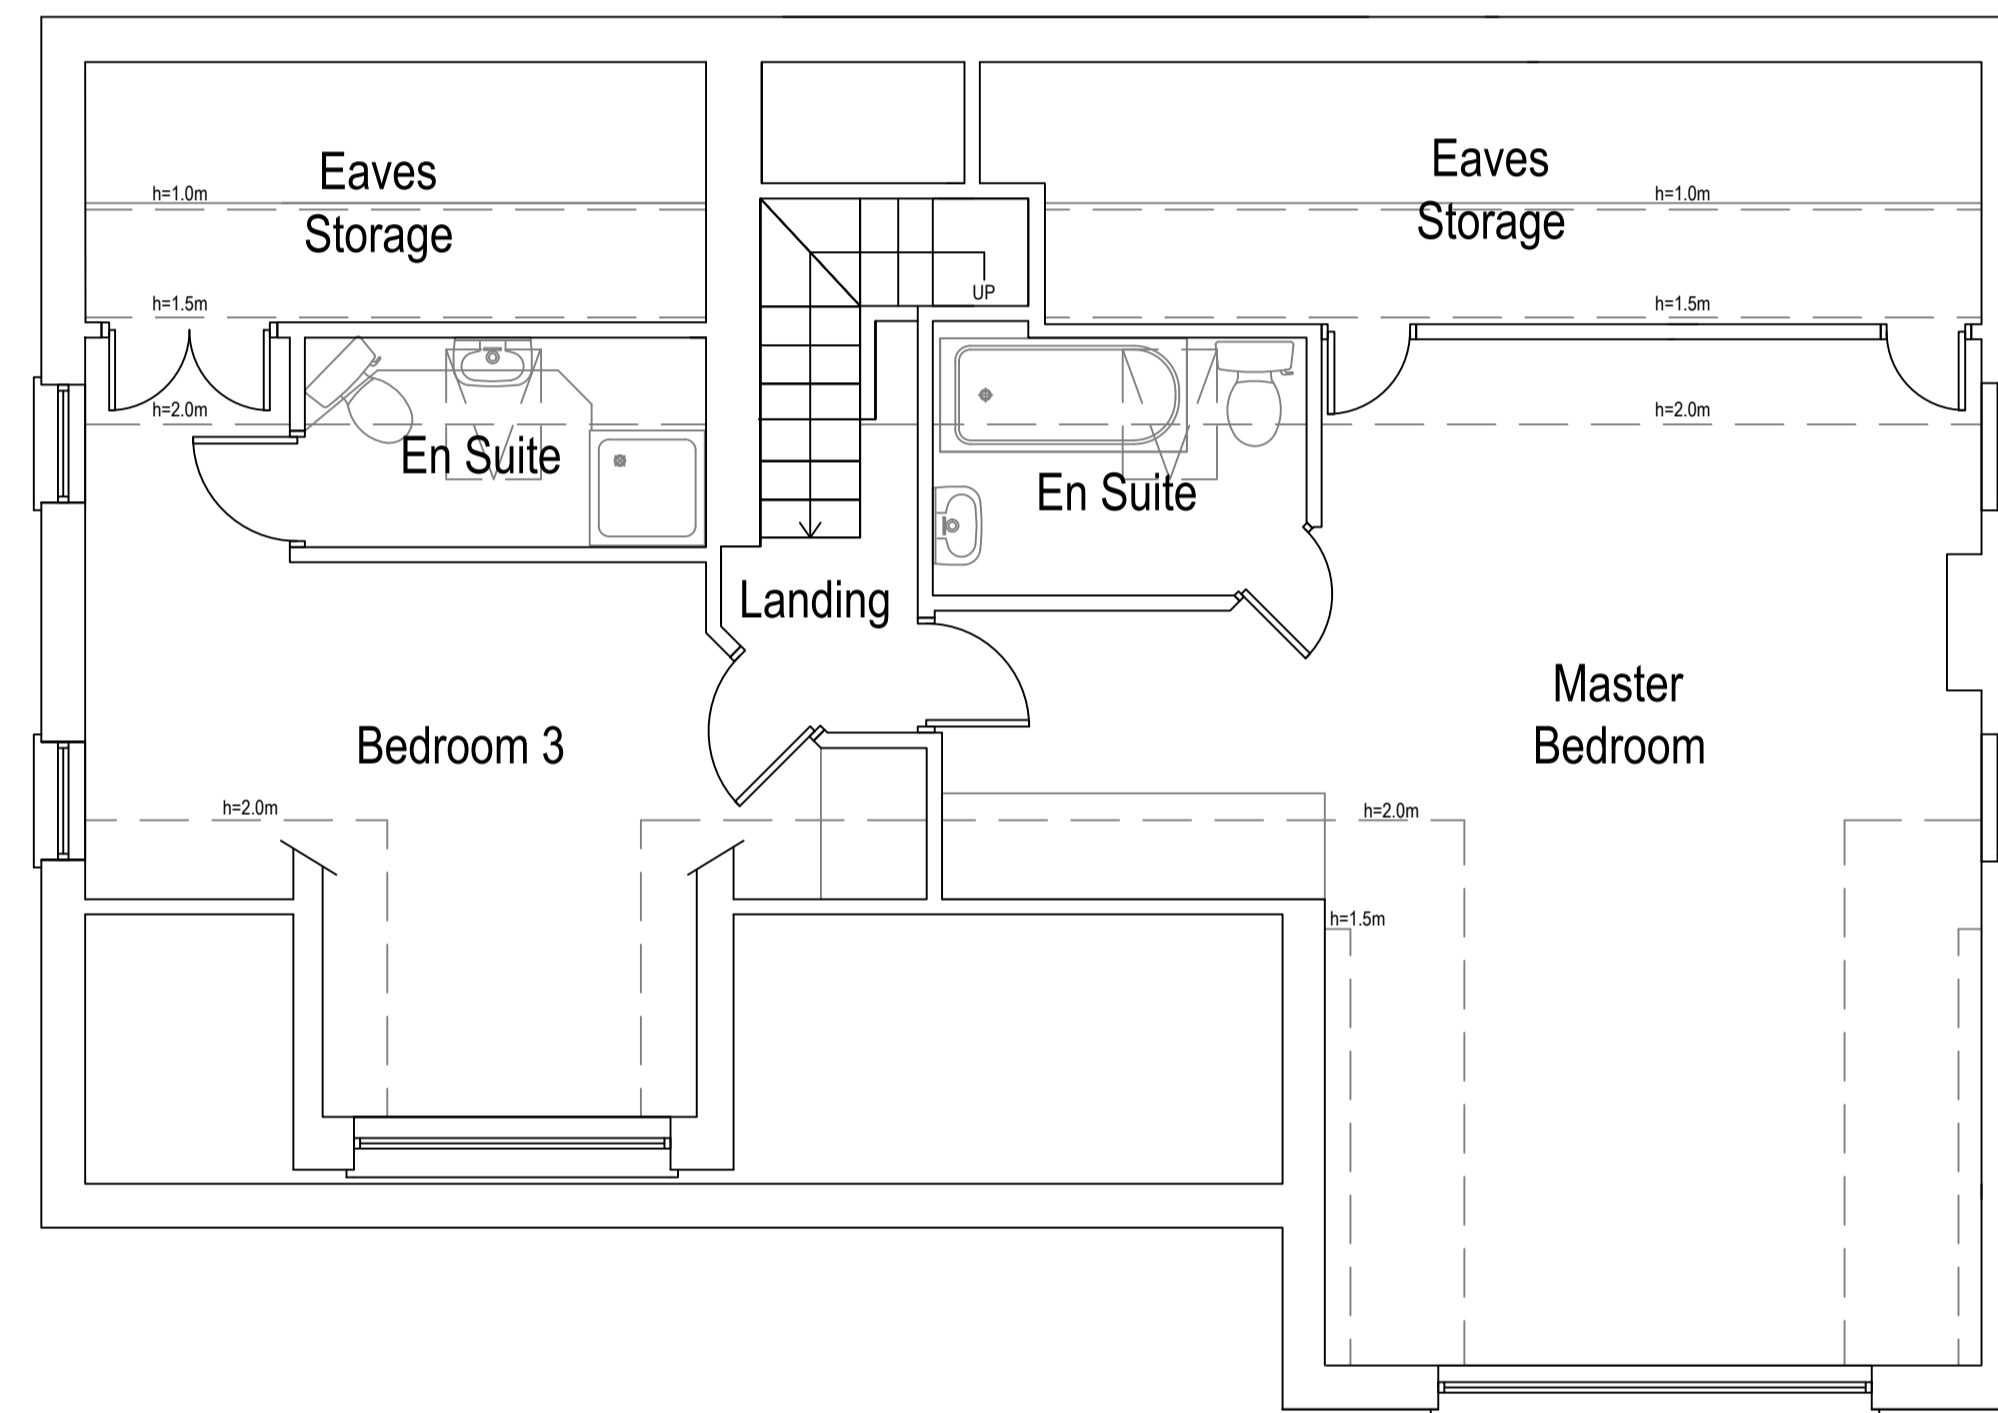 Eaves
Storage
h=1.0m
h=1.5m
h=2.0m
En Suite
UP
Eaves
Storage
h=1.0m
h=1.5m
h=2.0m
En Suite
Landing
Bedroom 3
h=2.0m
Master
Bedroom
h=2.0m
h=1.5m